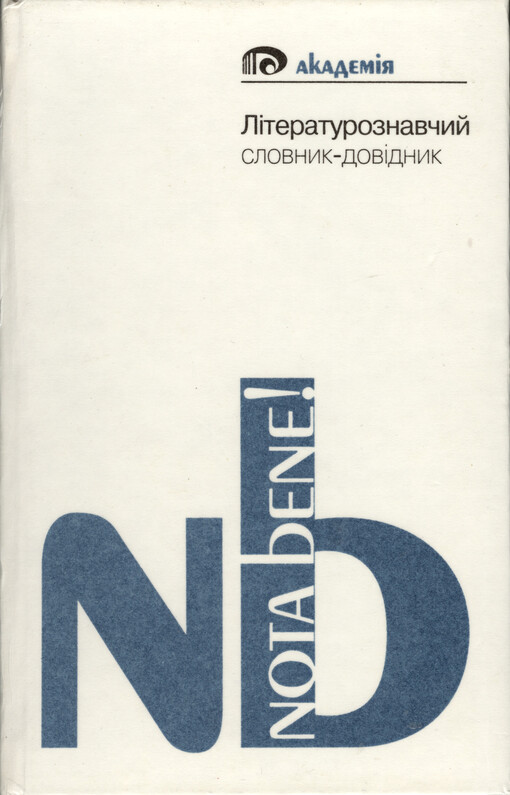 академія
Літературознавчий
словник-довідник
NOTA bENE!
Nb